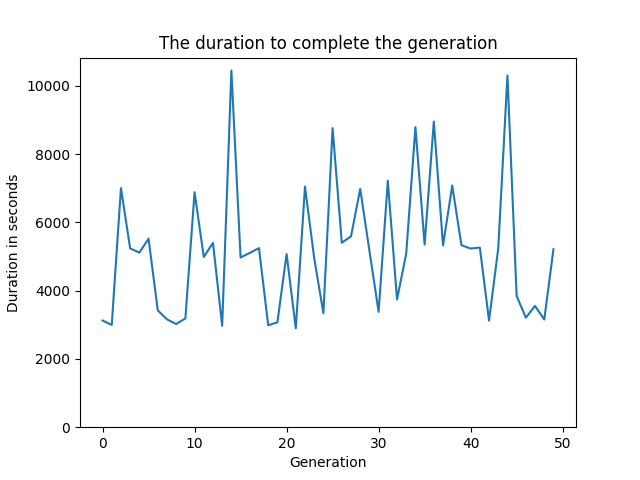 The duration to complete the generation
10000
8000
6000
4000
2000
0
Duration in seconds
0 10 20 30 40 50
Generation